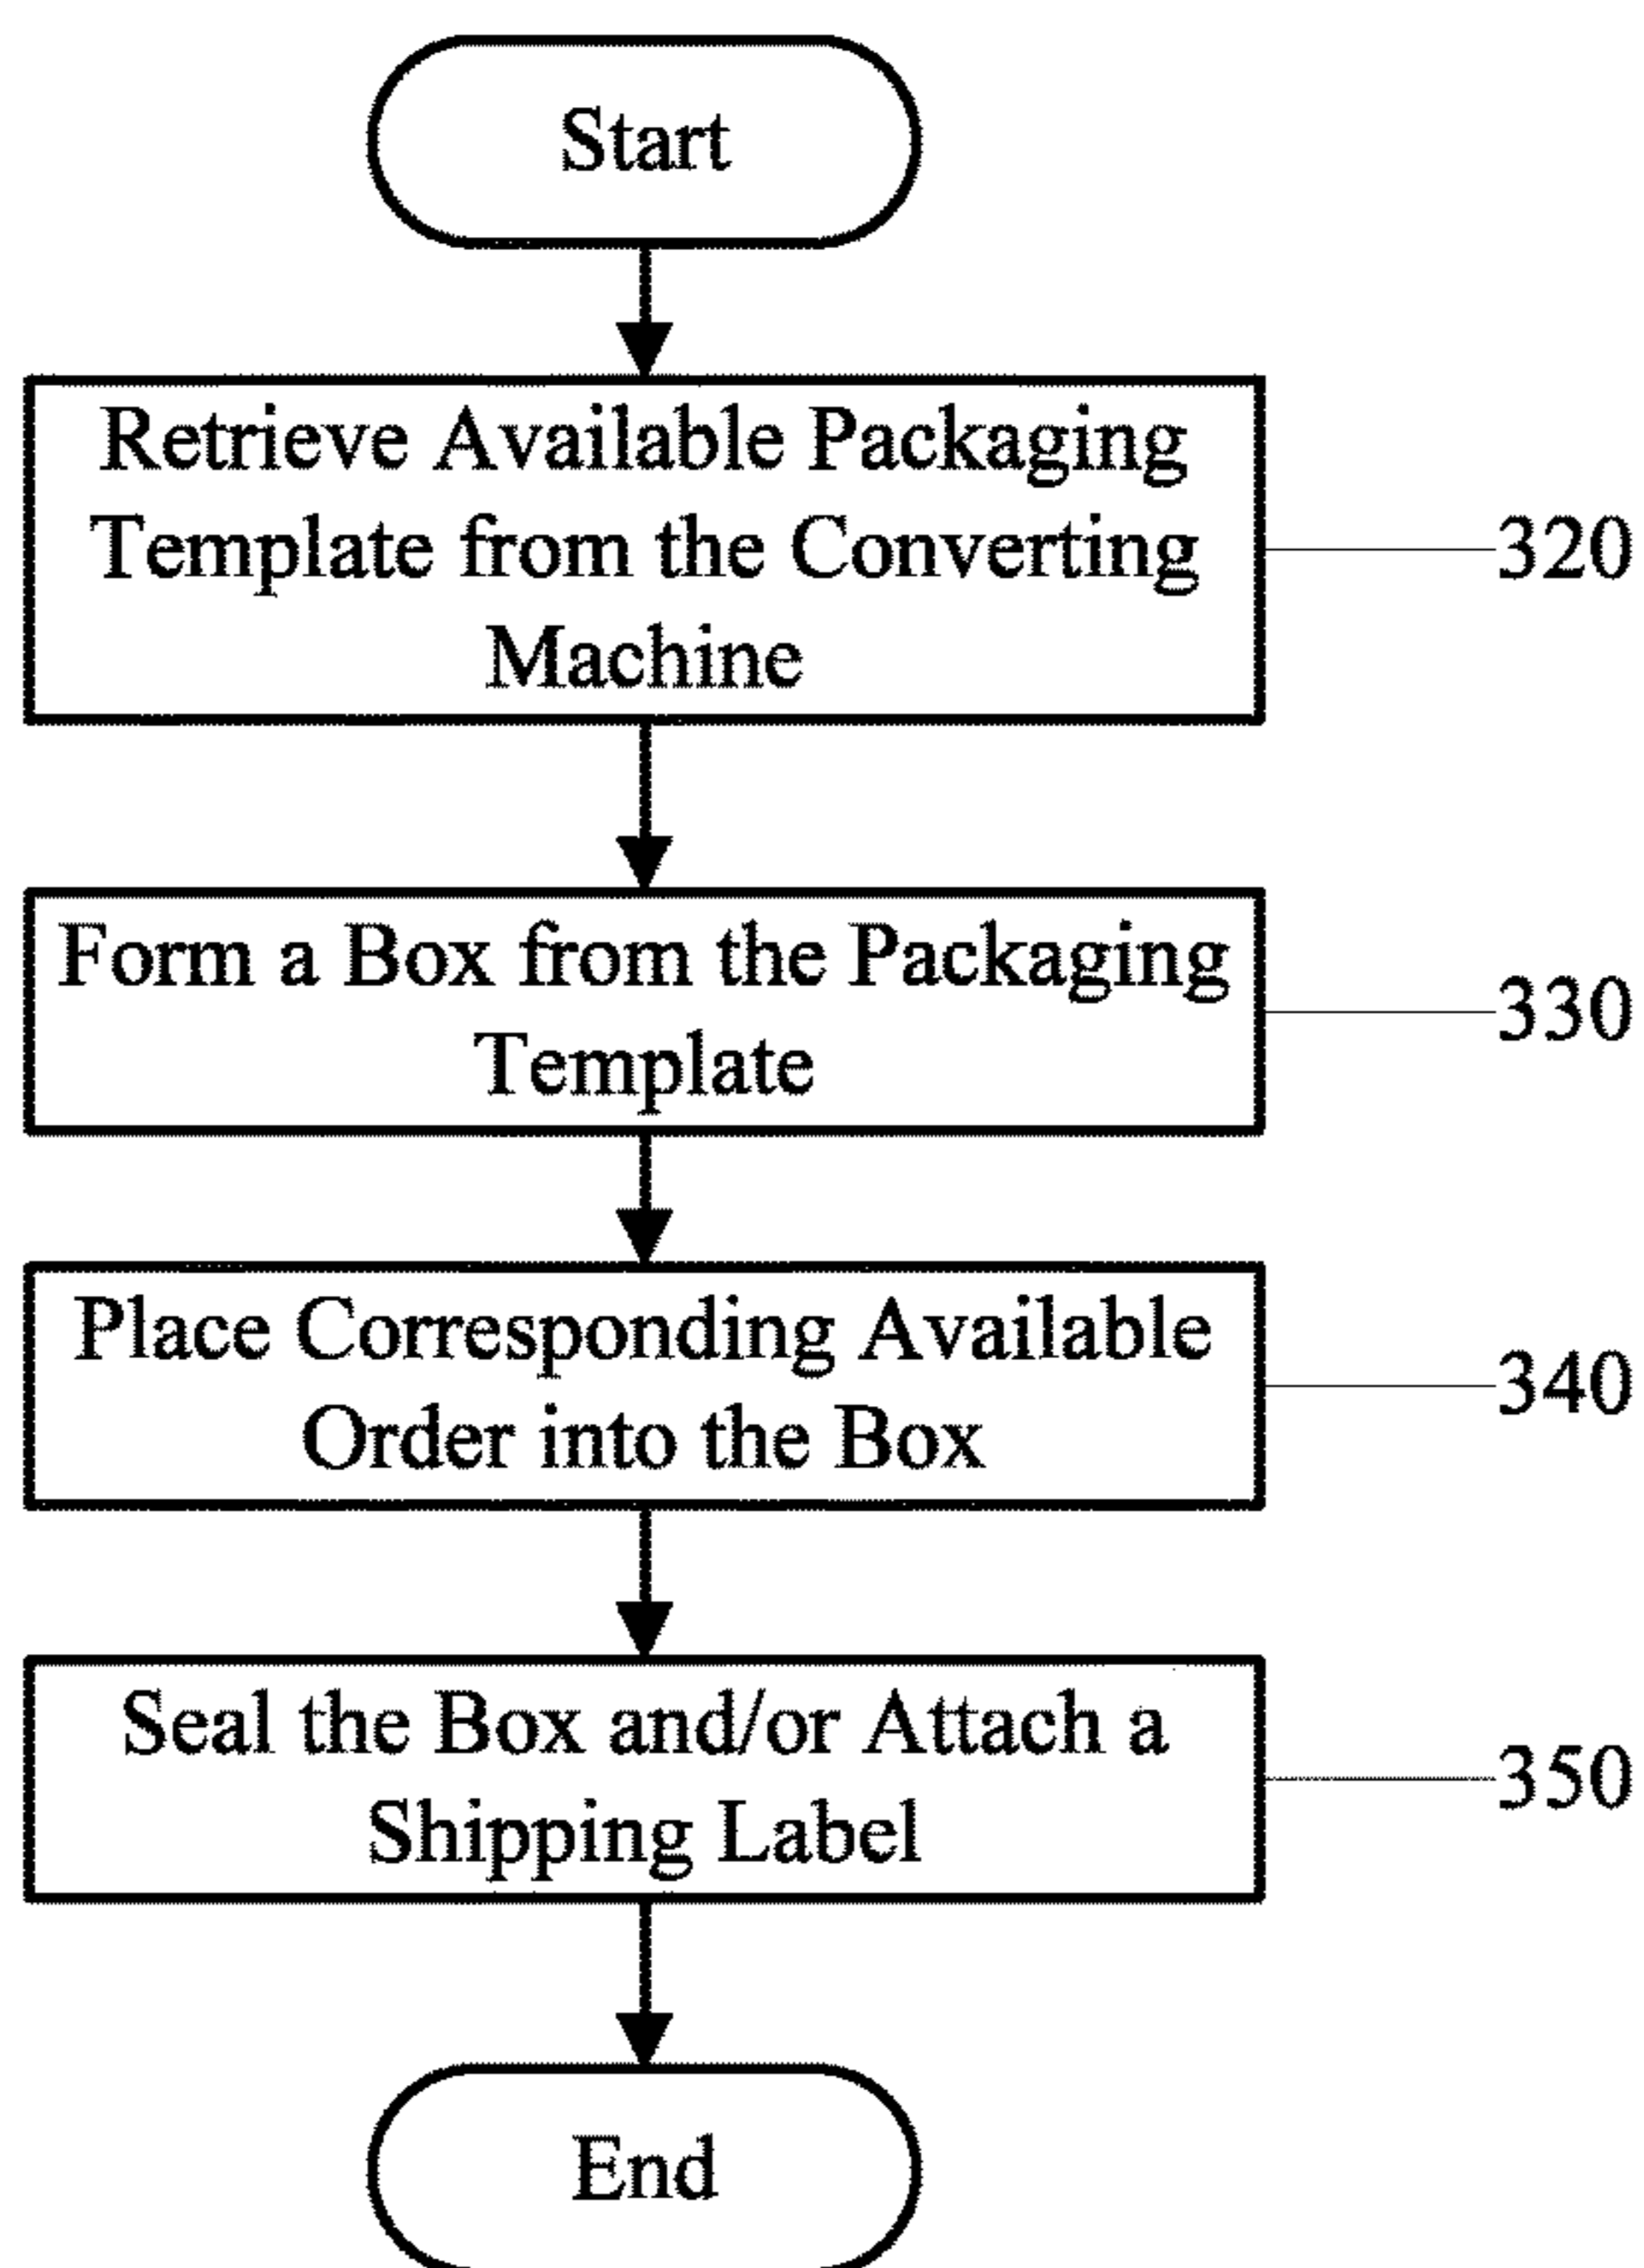 Start
Retrieve Available Packaging
Template from the Converting
Machine
320
Form a Box from the Packaging
Template
330
Place Corresponding Available
Order into the Box
340
Seal the Box and/or Attach a
Shipping Label
350
End